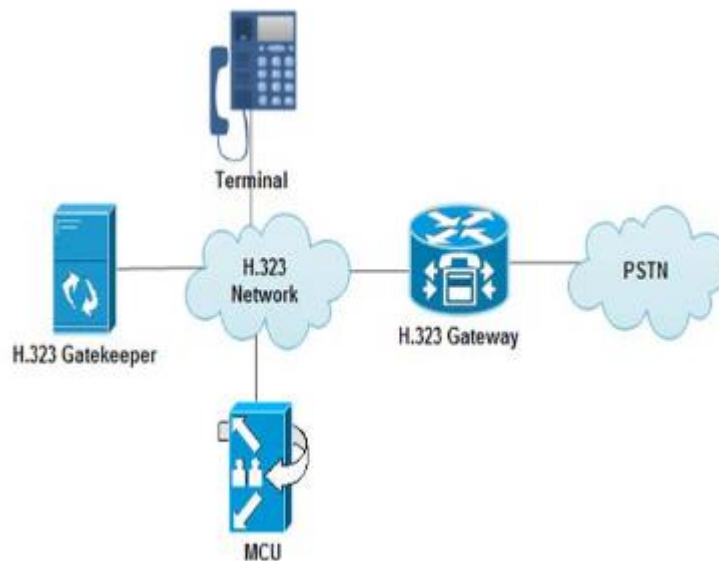 Terminal
H.323
Network
PSTN
H.323 Gatekeeper
H.323 Gateway
MCU